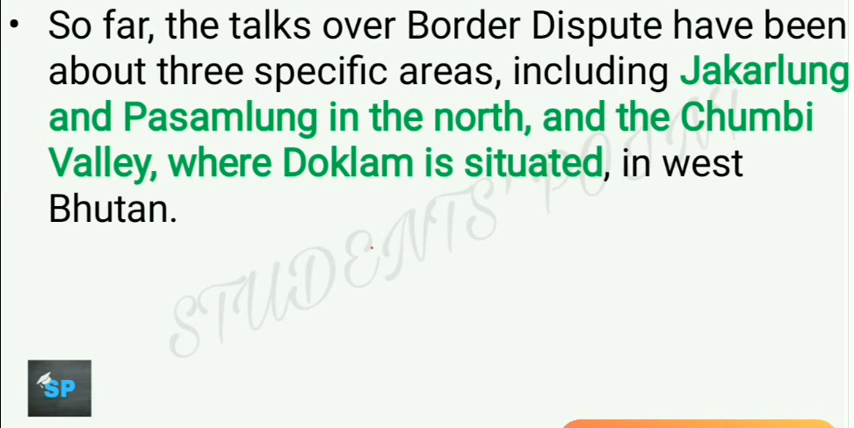 • So far, the talks over Border Dispute have been
about three specific areas, including Jakarlung
and Pasamlung in the north, and the Chumbi
Valley, where Doklam is situated, in west
Bhutan.
STUDENTS' POINT
SP